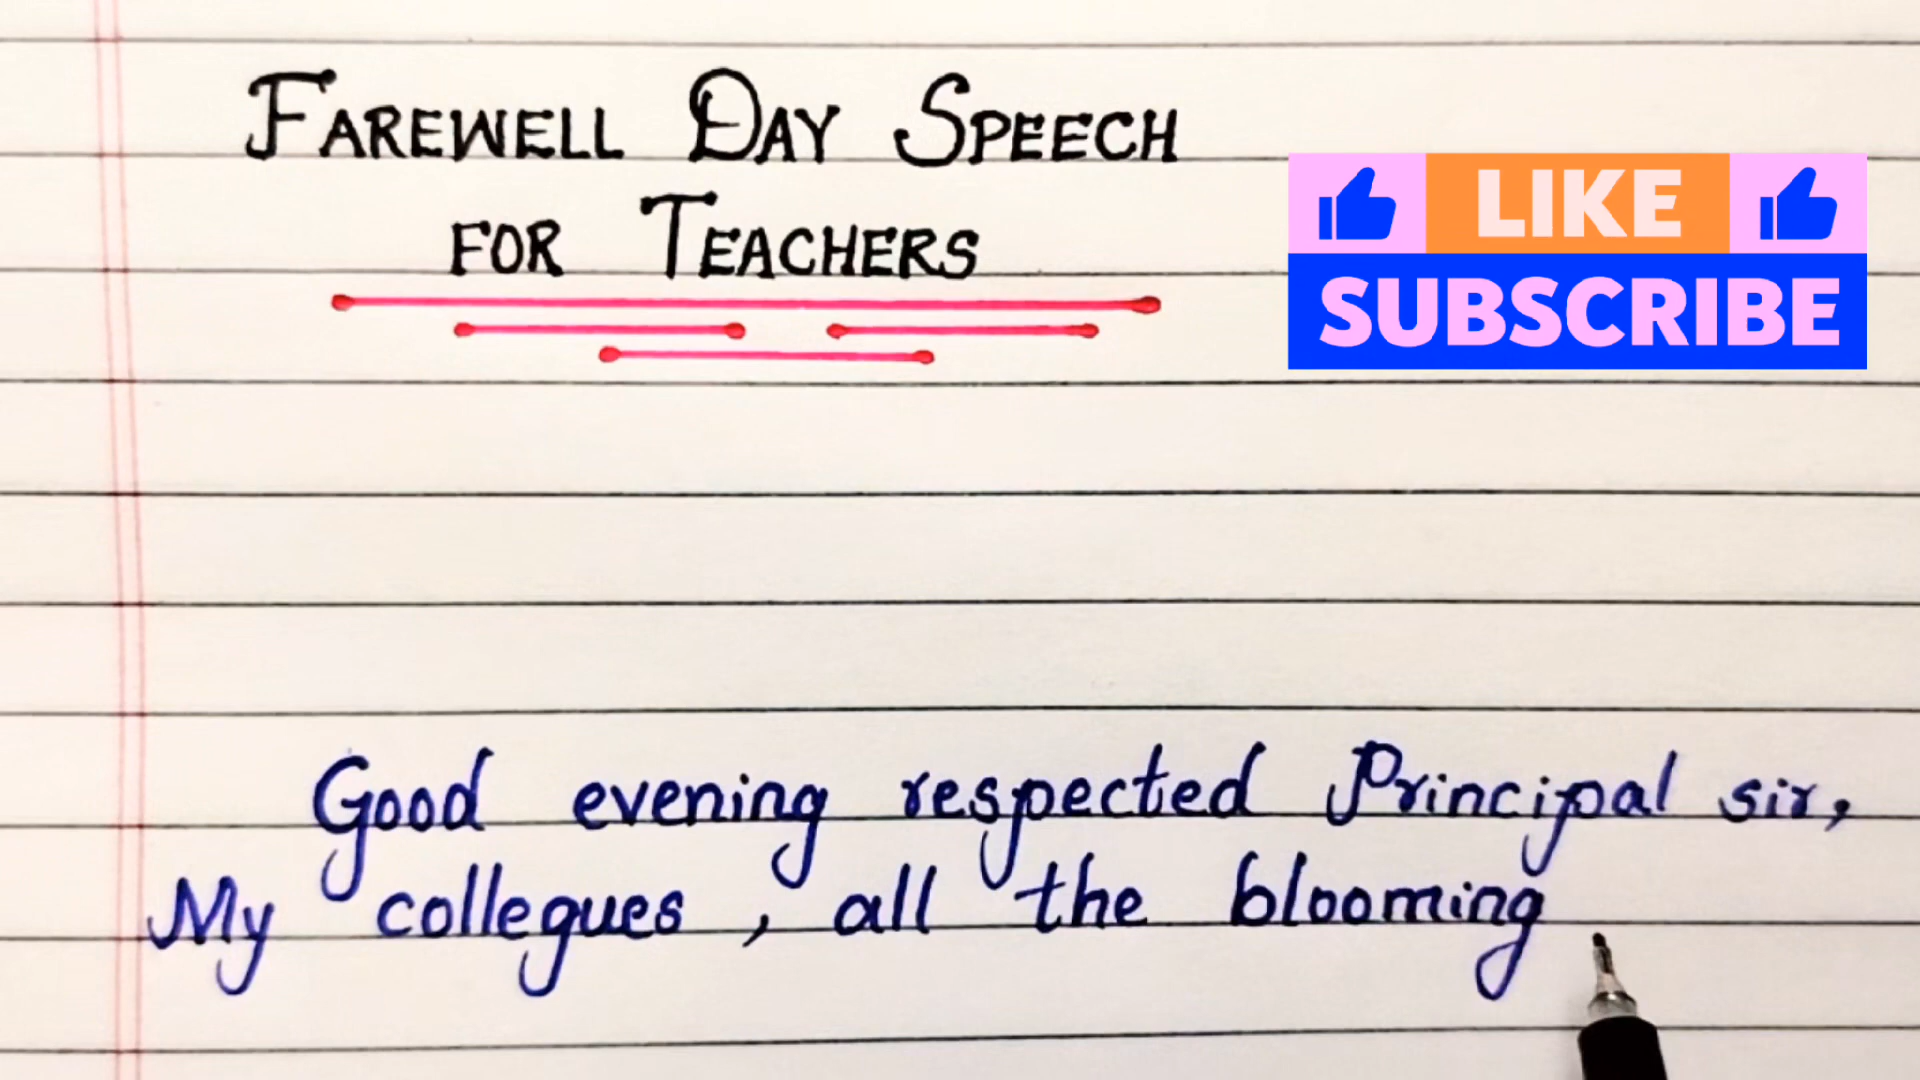 FAREWELL DAY SPEECH
FOR TEACHERS
LIKE
SUBSCRIBE
Good evening respected Principal sir,
My collegues, all the blooming